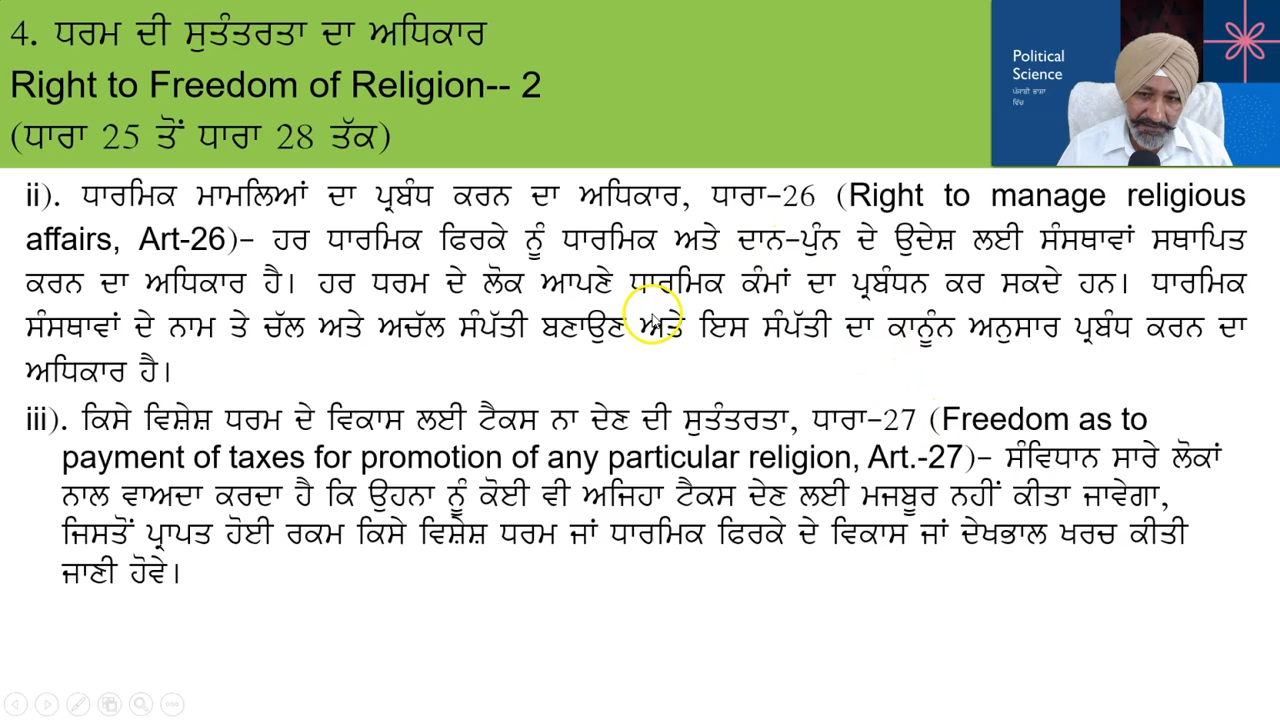 4. ਧਰਮ ਦੀ ਸੁਤੰਤਰਤਾ ਦਾ ਅਧਿਕਾਰ
Right to Freedom of Religion-- 2
(ਧਾਰਾ 25 ਤੋਂ ਧਾਰਾ 28 ਤੱਕ)
Political
Science
ਪੰਜਾਬੀ ਭਾਸ਼ਾ
ਵਿੱਚ
ii). ਧਾਰਮਿਕ ਮਾਮਲਿਆਂ ਦਾ ਪ੍ਰਬੰਧ ਕਰਨ ਦਾ ਅਧਿਕਾਰ, ਧਾਰਾ-26 (Right to manage religious
affairs, Art-26)- ਹਰ ਧਾਰਮਿਕ ਫਿਰਕੇ ਨੂੰ ਧਾਰਮਿਕ ਅਤੇ ਦਾਨ-ਪੁੰਨ ਦੇ ਉਦੇਸ਼ ਲਈ ਸੰਸਥਾਵਾਂ ਸਥਾਪਿਤ
ਕਰਨ ਦਾ ਅਧਿਕਾਰ ਹੈ। ਹਰ ਧਰਮ ਦੇ ਲੋਕ ਆਪਣੇ ਧਾਰਮਿਕ ਕੰਮਾਂ ਦਾ ਪ੍ਰਬੰਧਨ ਕਰ ਸਕਦੇ ਹਨ। ਧਾਰਮਿਕ
ਸੰਸਥਾਵਾਂ ਦੇ ਨਾਮ ਤੇ ਚੱਲ ਅਤੇ ਅਚੱਲ ਸੰਪੱਤੀ ਬਣਾਉਣ ਅਤੇ ਇਸ ਸੰਪੱਤੀ ਦਾ ਕਾਨੂੰਨ ਅਨੁਸਾਰ ਪ੍ਰਬੰਧ ਕਰਨ ਦਾ
ਅਧਿਕਾਰ ਹੈ।
iii). ਕਿਸੇ ਵਿਸ਼ੇਸ਼ ਧਰਮ ਦੇ ਵਿਕਾਸ ਲਈ ਟੈਕਸ ਨਾ ਦੇਣ ਦੀ ਸੁਤੰਤਰਤਾ, ਧਾਰਾ-27 (Freedom as to
payment of taxes for promotion of any particular religion, Art.-27)- ਸੰਵਿਧਾਨ ਸਾਰੇ ਲੋਕਾਂ
ਨਾਲ ਵਾਅਦਾ ਕਰਦਾ ਹੈ ਕਿ ਉਹਨਾ ਨੂੰ ਕੋਈ ਵੀ ਅਜਿਹਾ ਟੈਕਸ ਦੇਣ ਲਈ ਮਜਬੂਰ ਨਹੀਂ ਕੀਤਾ ਜਾਵੇਗਾ,
ਜਿਸਤੋਂ ਪ੍ਰਾਪਤ ਹੋਈ ਰਕਮ ਕਿਸੇ ਵਿਸ਼ੇਸ਼ ਧਰਮ ਜਾਂ ਧਾਰਮਿਕ ਫਿਰਕੇ ਦੇ ਵਿਕਾਸ ਜਾਂ ਦੇਖਭਾਲ ਖਰਚ ਕੀਤੀ
ਜਾਣੀ ਹੋਵੇ।